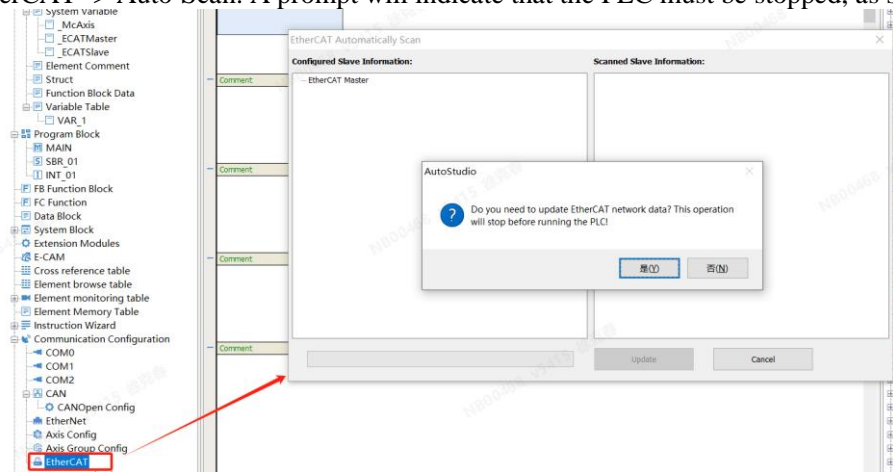 erCAT -> Auto Scan. A prompt will indicate that the PLC must be stopped, as s
System Variable
_McAxis
_ECATMaster
_ECATSlave
Element Comment
Struct
Function Block Data
Variable Table
VAR_1
Program Block
MAIN
SBR_01
INT_01
FB Function Block
FC Function
Data Block
System Block
Extension Modules
E-CAM
Cross reference table
Element browse table
Element monitoring table
Element Memory Table
Instruction Wizard
Communication Configuration
COM0
COM1
COM2
CAN
CANOpen Config
EtherNet
Axis Config
Axis Group Config
EtherCAT
Comment
Comment
Comment
Comment
EtherCAT Automatically Scan
Configured Slave Information:
Scanned Slave Information:
EtherCAT Master
AutoStudio
Do you need to update EtherCAT network data? This operation
will stop before running the PLC!
是(Y)
否(N)
Update
Cancel